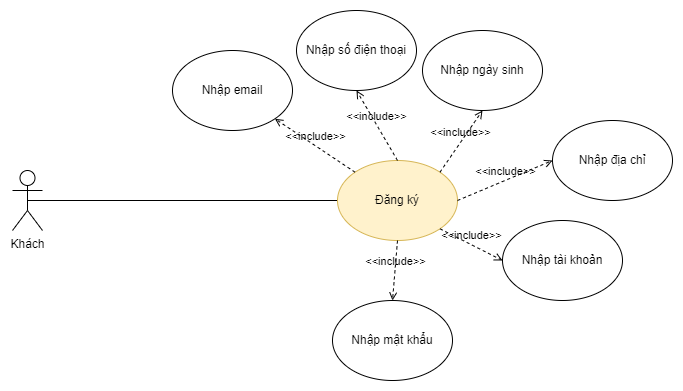 Nhập số điện thoại
Nhập ngày sinh
Nhập email
<<include>>
<<include>>
<<include>>
Nhập địa chỉ
<<include>>
Đăng ký
Khách
<<include>>
Nhập tài khoản
<<include>>
Nhập mật khẩu